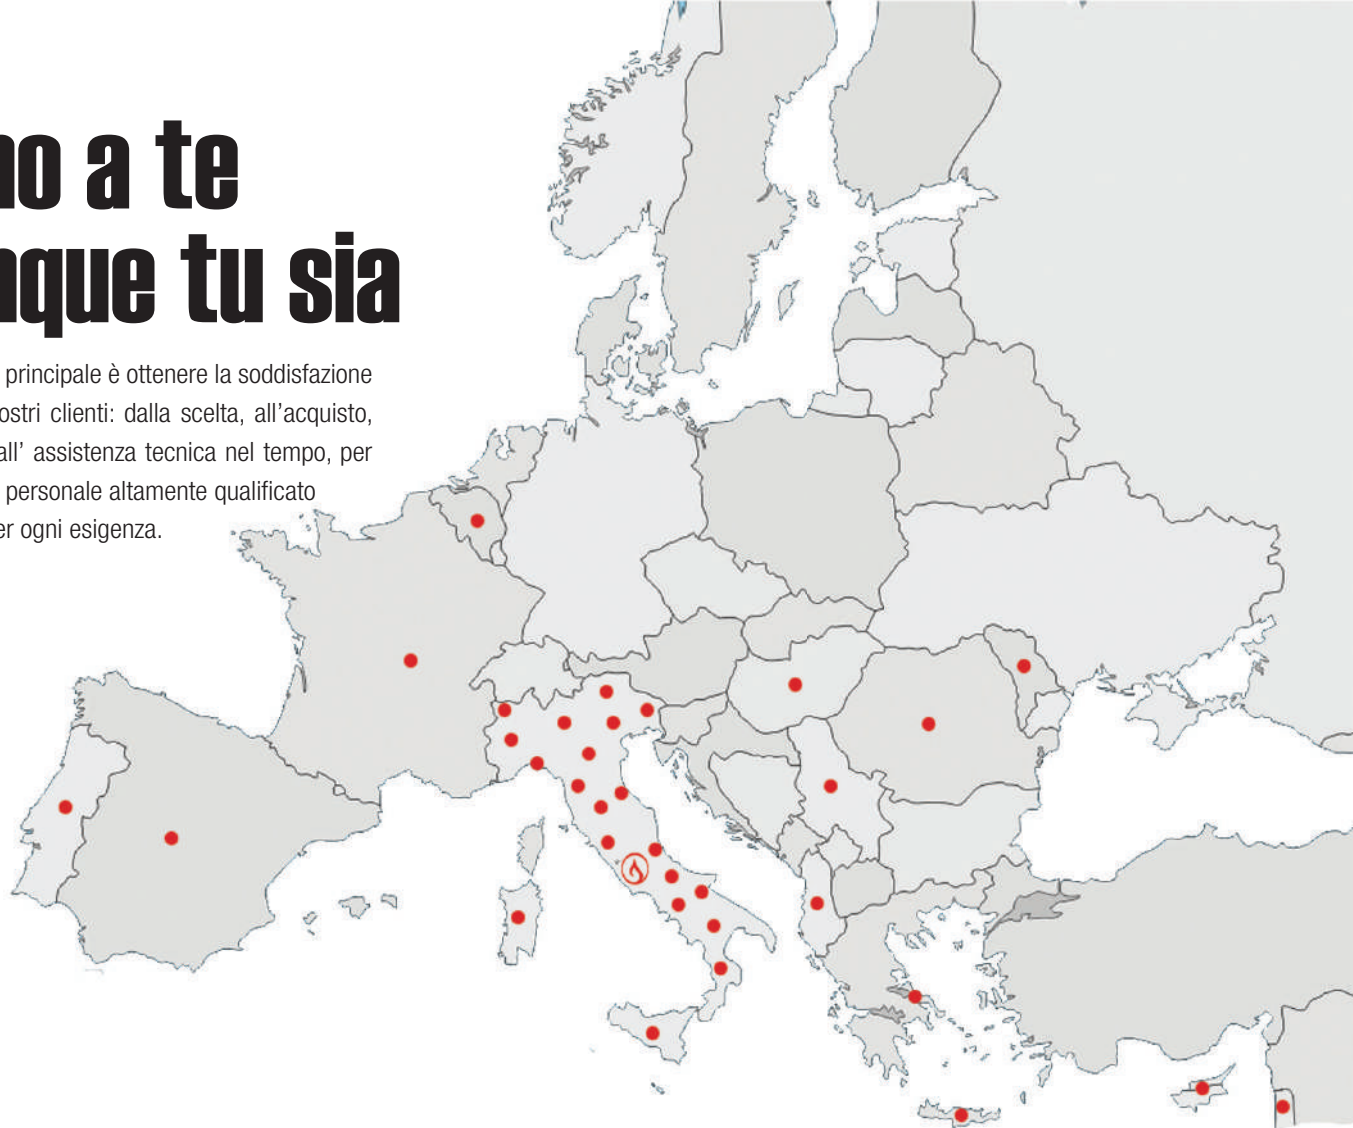 no a te
nque tu sia
principale è ottenere la soddisfazione
ostri clienti: dalla scelta, all'acquisto,
all' assistenza tecnica nel tempo, per
personale altamente qualificato
er ogni esigenza.